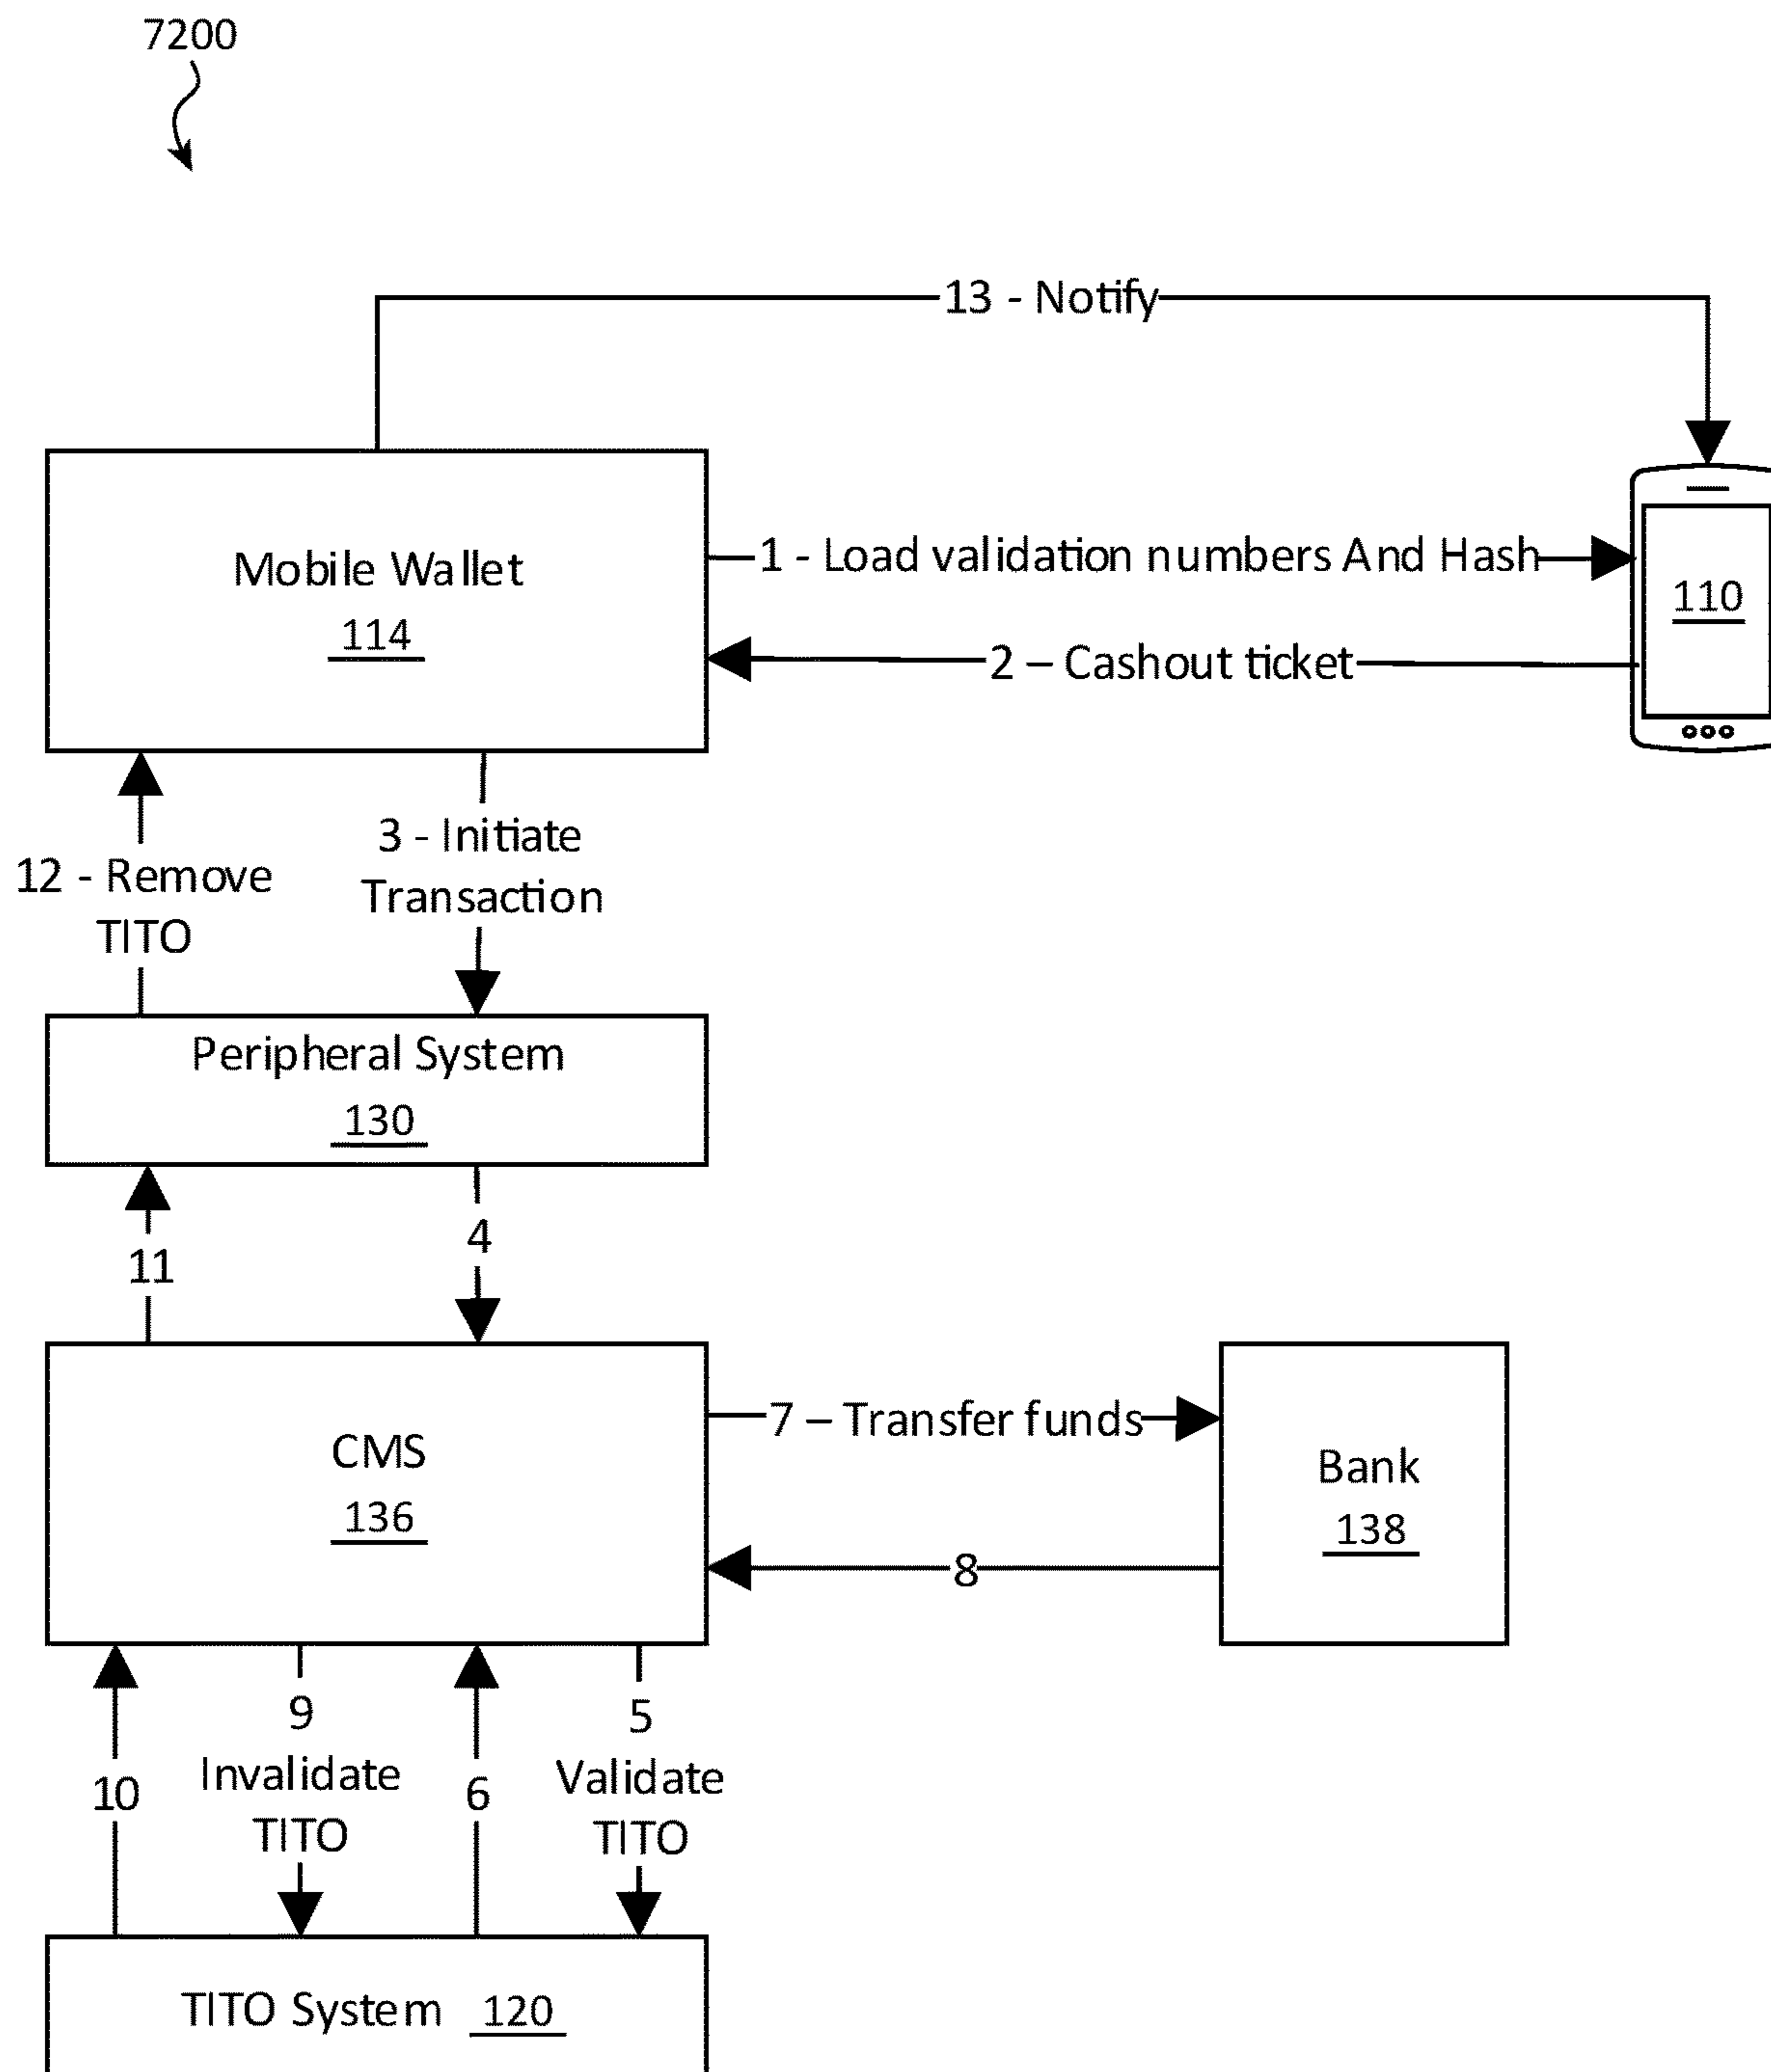 7200
13 - Notify
Mobile Wallet
114
1 - Load validation numbers And Hash
110
2 – Cashout ticket
12 - Remove
TITO
3 - Initiate
Transaction
Peripheral System
130
11
4
CMS
136
7 – Transfer funds
8
Bank
138
10
9
Invalidate
TITO
6
5
Validate
TITO
TITO System 120